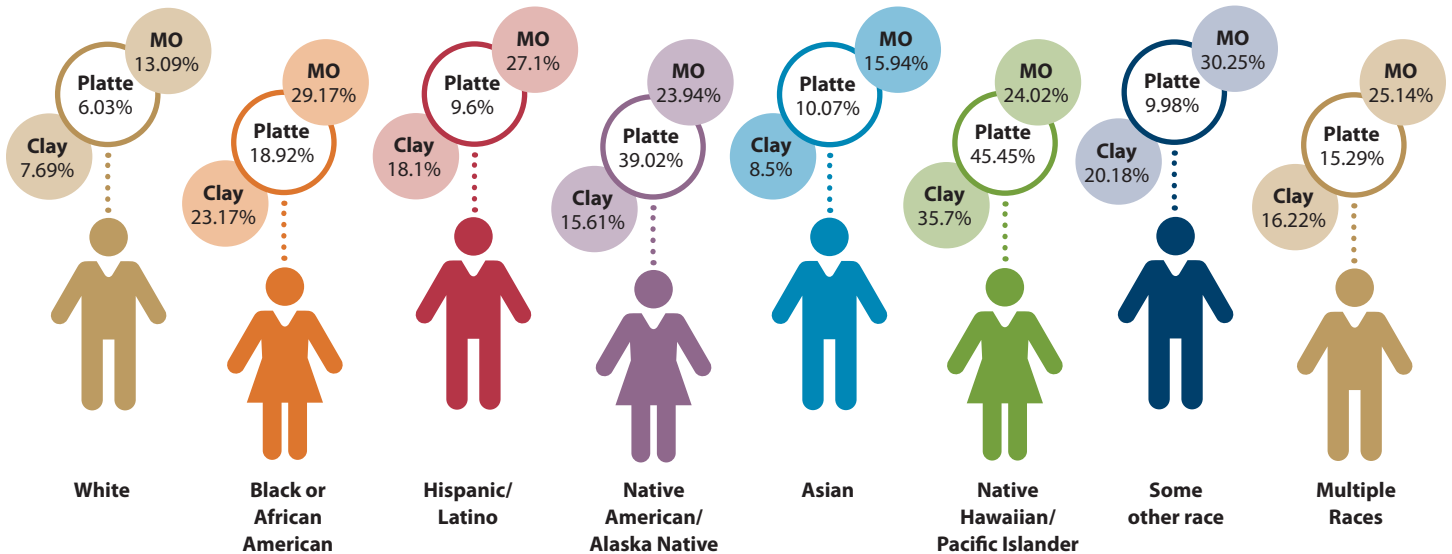 MO
13.09%
Platte
6.03%
Clay
7.69%
White
MO
29.17%
Platte
18.92%
Clay
23.17%
Black or
African
American
MO
27.1%
Platte
9.6%
Clay
18.1%
Hispanic/
Latino
MO
23.94%
Platte
39.02%
Clay
15.61%
Native
American/
Alaska Native
MO
15.94%
Platte
10.07%
Clay
8.5%
Asian
MO
24.02%
Platte
45.45%
Clay
35.7%
Native
Hawaiian/
Pacific Islander
MO
30.25%
Platte
9.98%
Clay
20.18%
Some
other race
MO
25.14%
Platte
15.29%
Clay
16.22%
Multiple
Races